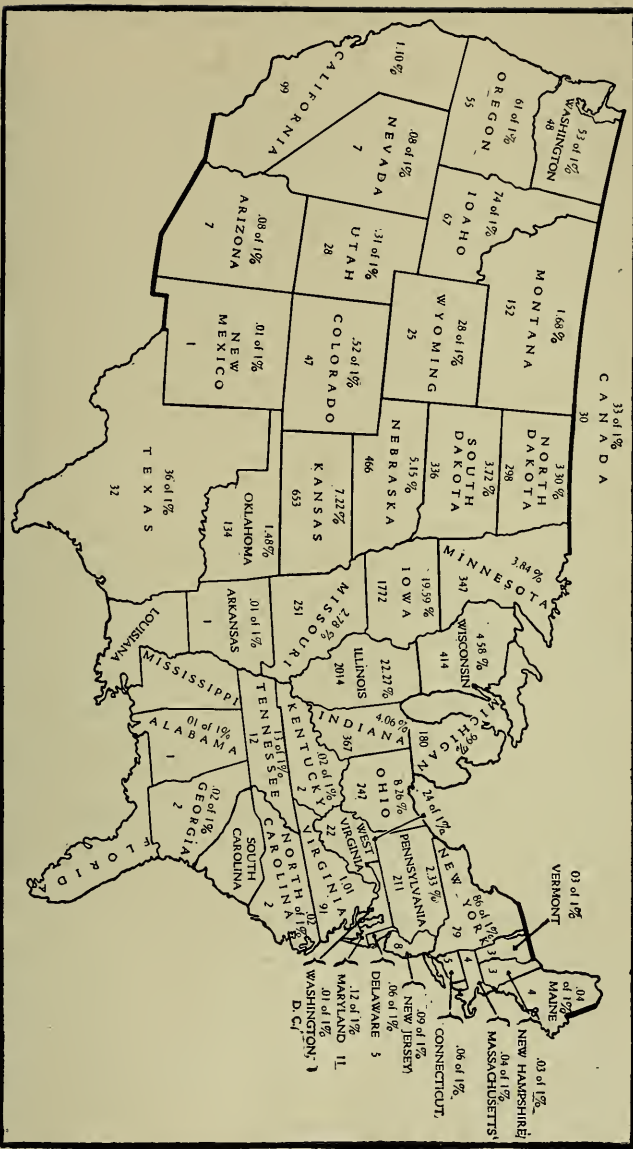 .33 of 1%
CANADA
30
.53 of 1%
WASHINGTON
48
.61 of 1%
OREGON
55
1.10%
CALIFORNIA
99
.08 of 1%
NEVADA
7
.74 of 1%
IDAHO
67
1.68%
MONTANA
152
.28 of 1%
WYOMING
25
.31 of 1%
UTAH
28
.08 of 1%
ARIZONA
7
.52 of 1%
COLORADO
47
.01 of 1%
NEW
MEXICO
1
3.30%
NORTH
DAKOTA
298
3.72%
SOUTH
DAKOTA
336
5.15%
NEBRASKA
466
7.22%
KANSAS
653
1.48%
OKLAHOMA
134
36 of 1%
TEXAS
32
3.84%
MINNESOTA
347
19.59%
IOWA
1772
2.78%
MISSOURI
251
.01 of 1%
ARKANSAS
1
LOUISIANA
4.58%
WISCONSIN
414
22.27%
ILLINOIS
2014
MICHIGAN
180
4.06%
INDIANA
367
8.26%
OHIO
747
.02 of 1%
KENTUCKY
2
.13 of 1%
TENNESSEE
12
MISSISSIPPI
01 of 1%
ALABAMA
1
.02 of 1%
GEORGIA
2
FLORID
SOUTH
CAROLINA
.02 of 1%
NORTH
CAROLINA
2
1.01
VIRGINIA
91
.24 of 1%
WEST
VIRGINIA
22
2.33%
PENNSYLVANIA
211
.86 of 1%
NEW YORK
79
03 of 1%
VERMONT
3
.04
of 1%
MAINE
4
.03 of 1%
NEW HAMPSHIRE
3
.04 of 1%
MASSACHUSETTS
4
.06 of 1%
CONNECTICUT
5
.09 of 1%
NEW JERSEY
8
DELAWARE 5
.06 of 1%
MARYLAND 11
.12 of 1%
WASHINGTON,
.01 of 1%
D.C. 1